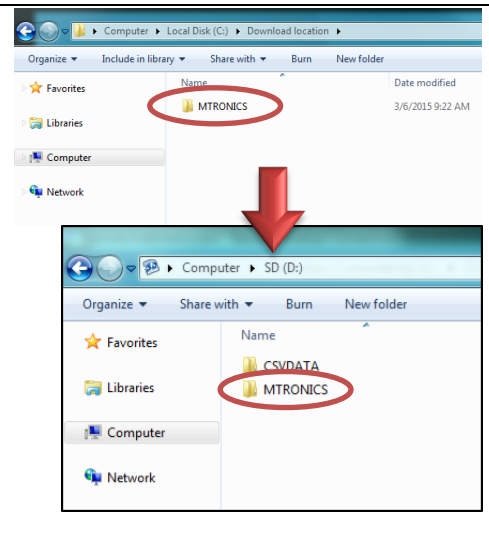 Computer ▸ Local Disk (C:) ▸ Download location ▸
Organize ▾ Include in library ▾ Share with ▾ Burn New folder
Favorites
Name Date modified
MTRONICS 3/6/2015 9:22 AM
Libraries
Computer
Network
Computer ▸ SD (D:)
Organize ▾ Share with ▾ Burn New folder
Favorites
Name
CSVDATA
Libraries
MTRONICS
Computer
Network